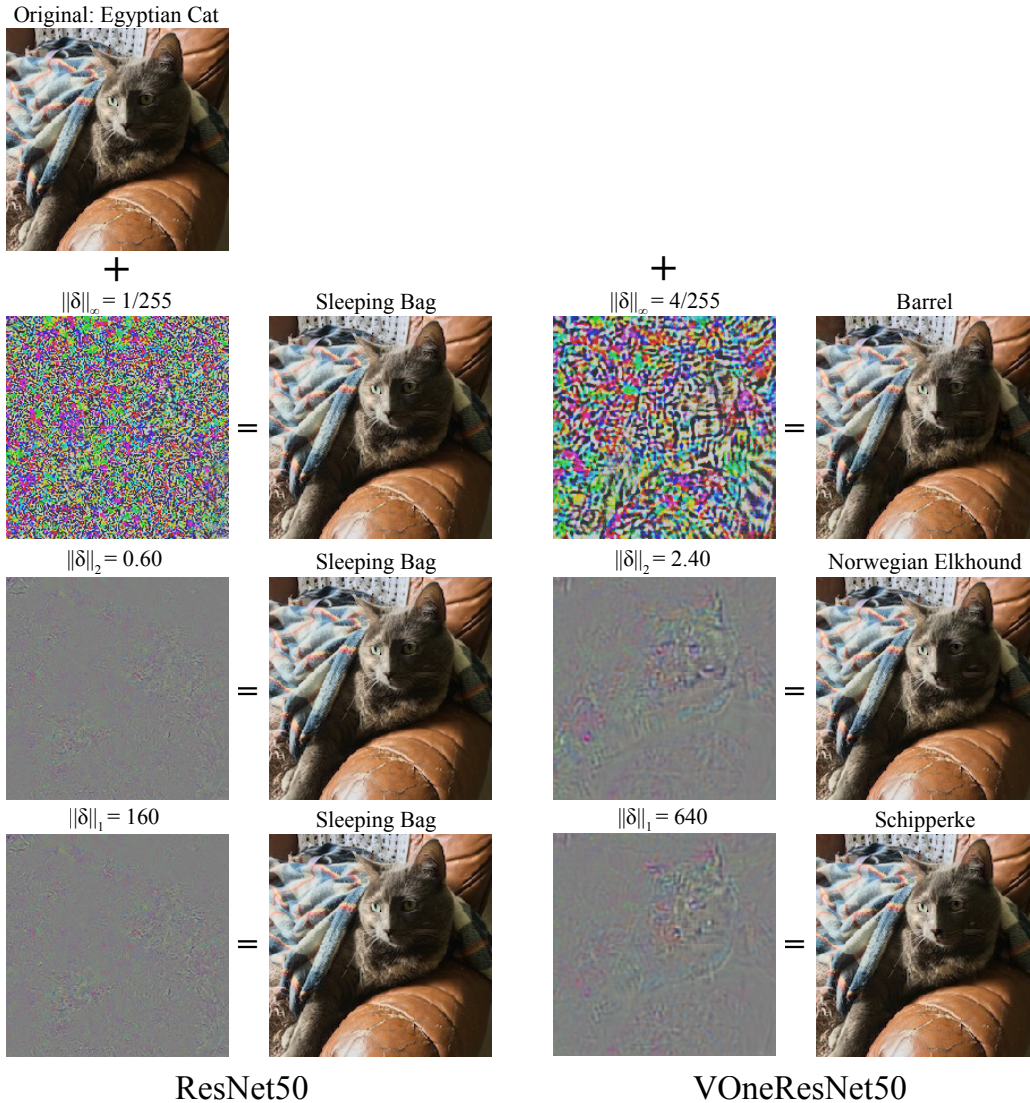 Original: Egyptian Cat
+ +
||δ||∞ = 1/255 Sleeping Bag ||δ||∞ = 4/255 Barrel
= =
||δ||2 = 0.60 Sleeping Bag ||δ||2 = 2.40 Norwegian Elkhound
= =
||δ||1 = 160 Sleeping Bag ||δ||1 = 640 Schipperke
= =
ResNet50 VOneResNet50